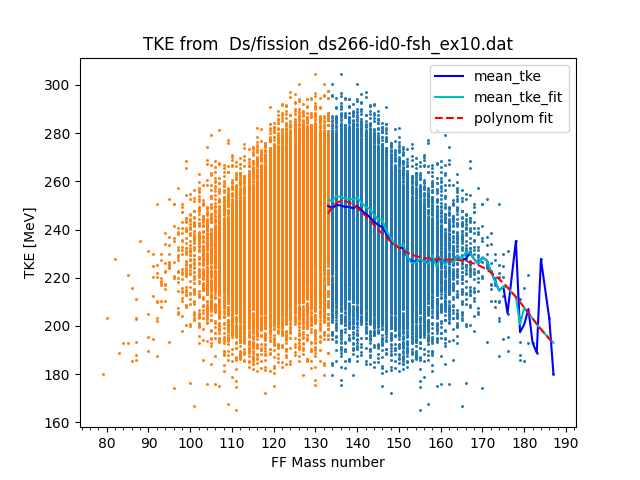 TKE from  Ds/fission_ds266-id0-fsh_ex10.dat
mean_tke
mean_tke_fit
polynom fit
TKE [MeV]
300
280
260
240
220
200
180
160
80 90 100 110 120 130 140 150 160 170 180 190
FF Mass number